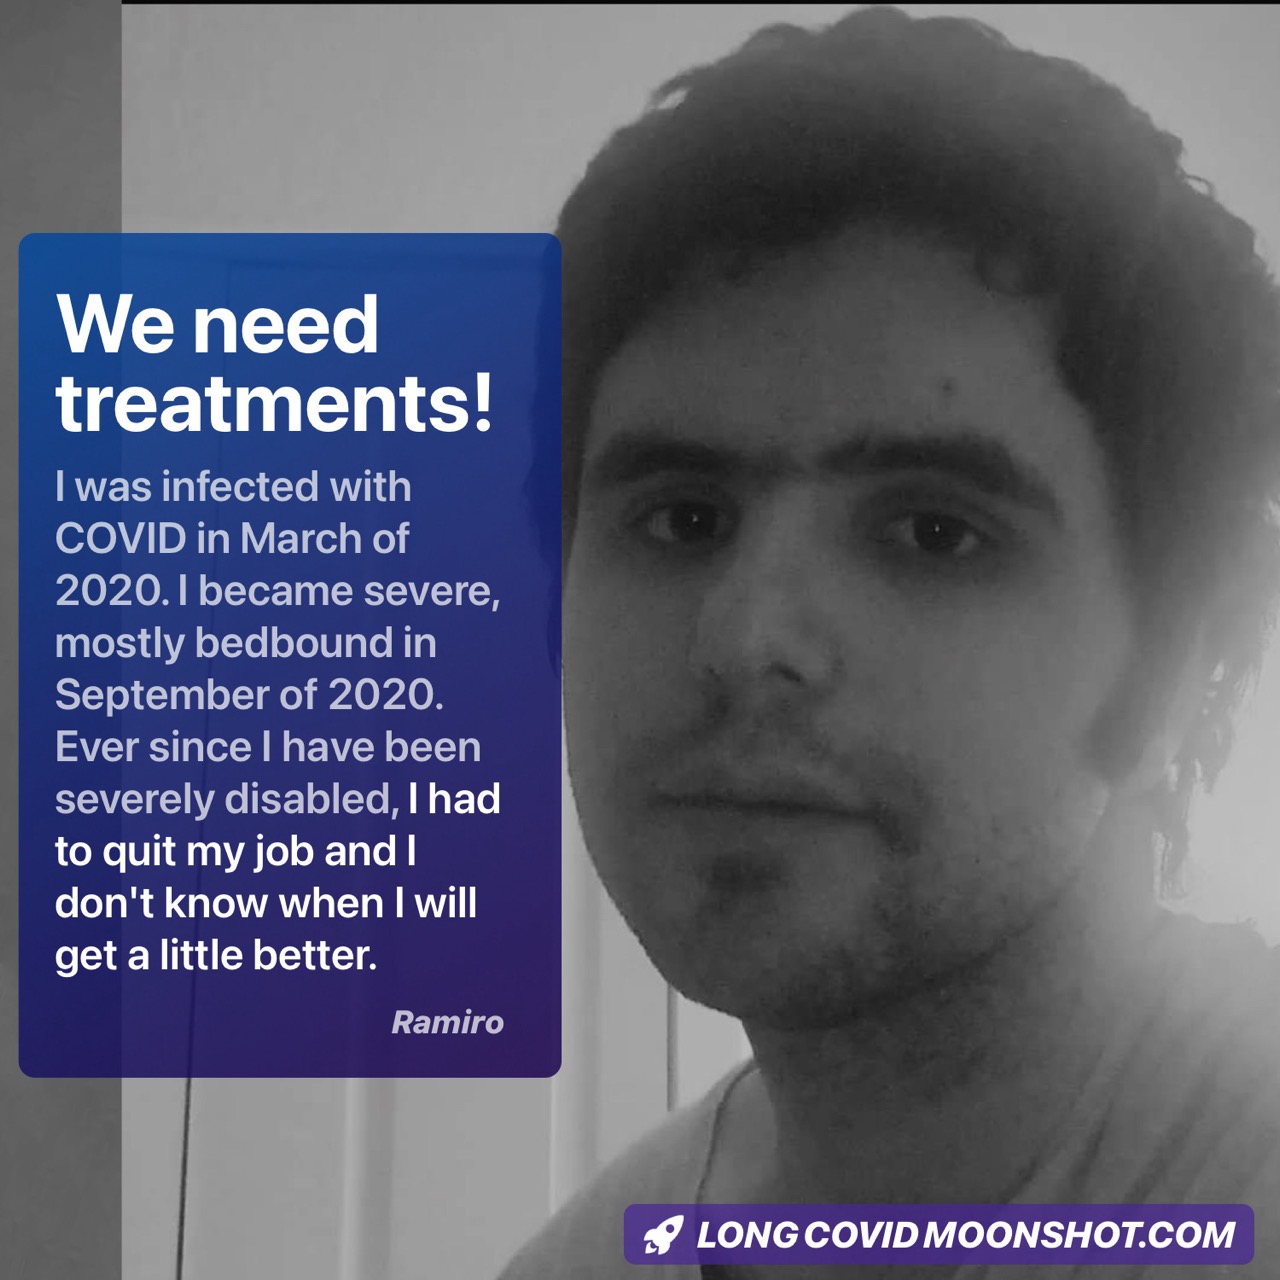 We need
treatments!
I was infected with
COVID in March of
2020. I became severe,
mostly bedbound in
September of 2020.
Ever since I have been
severely disabled, I had
to quit my job and I
don't know when I will
get a little better.
Ramiro
LONG COVID MOONSHOT.COM